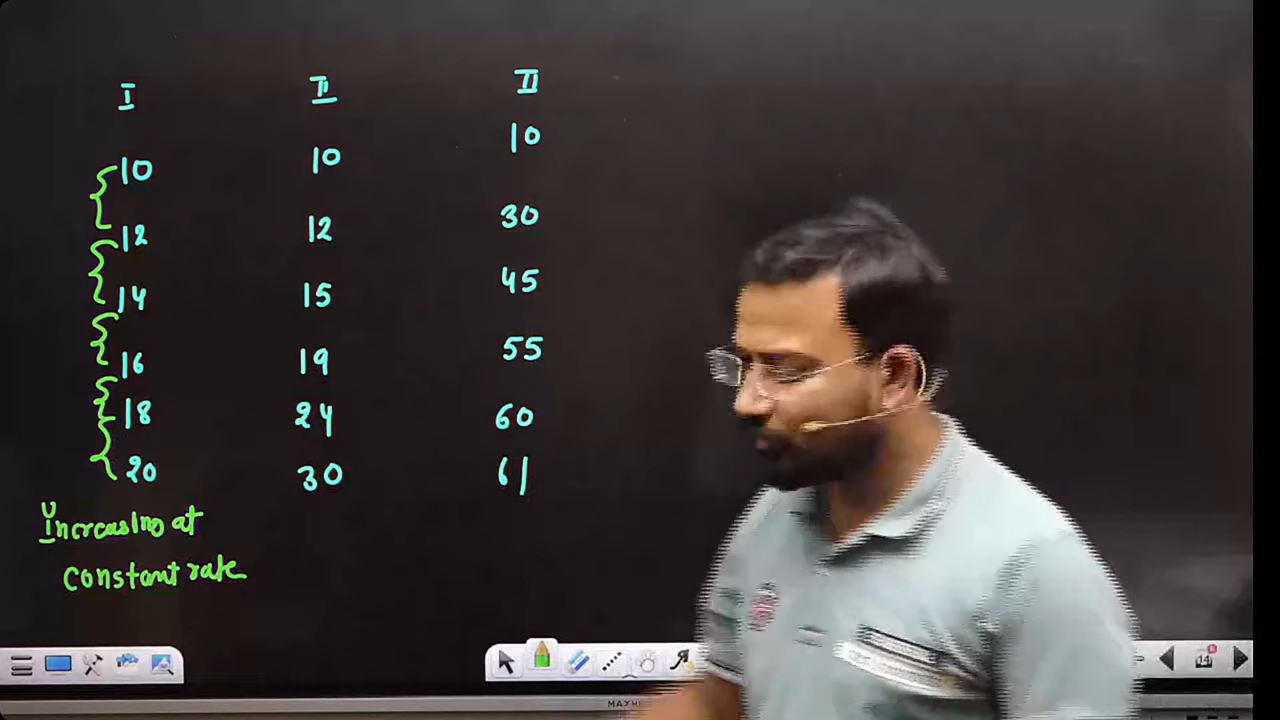 I II II
10 10 10
12 12 30
14 15 45
16 19 55
18 24 60
20 30 61
Increasing at
constant rate